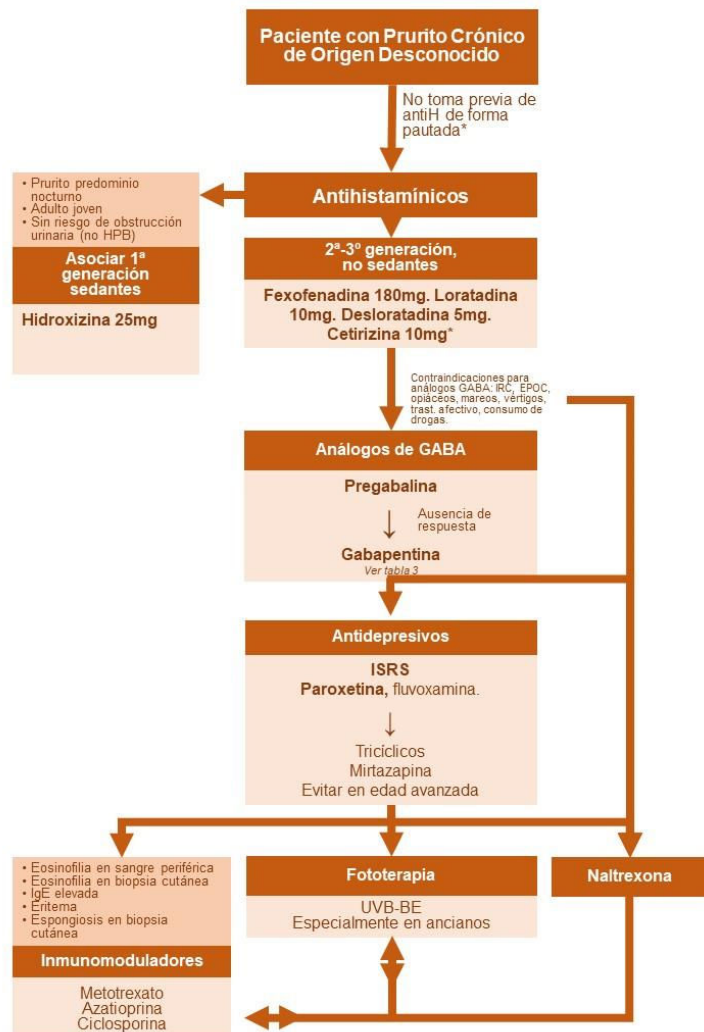 Paciente con Prurito Crónico
de Origen Desconocido
No toma previa de
antiH de forma
pautada*
• Prurito predominio
nocturno
• Adulto joven
• Sin riesgo de obstrucción
urinaria (no HPB)
Asociar 1ª
generación
sedantes
Hidroxizina 25mg
Antihistamínicos
2ª-3º generación,
no sedantes
Fexofenadina 180mg. Loratadina
10mg. Desloratadina 5mg.
Cetirizina 10mg*
Contraindicaciones para
análogos GABA: IRC, EPOC,
opiáceos, mareos, vértigos,
trast. afectivo, consumo de
drogas.
Análogos de GABA
Pregabalina
Ausencia de
respuesta
Gabapentina
Ver tabla 3
Antidepresivos
ISRS
Paroxetina, fluvoxamina.
Tricíclicos
Mirtazapina
Evitar en edad avanzada
• Eosinofilia en sangre periférica
• Eosinofilia en biopsia cutánea
• IgE elevada
• Eritema
• Espongiosis en biopsia
cutánea
Inmunomoduladores
Metotrexato
Azatioprina
Ciclosporina
Fototerapia
UVB-BE
Especialmente en ancianos
Naltrexona